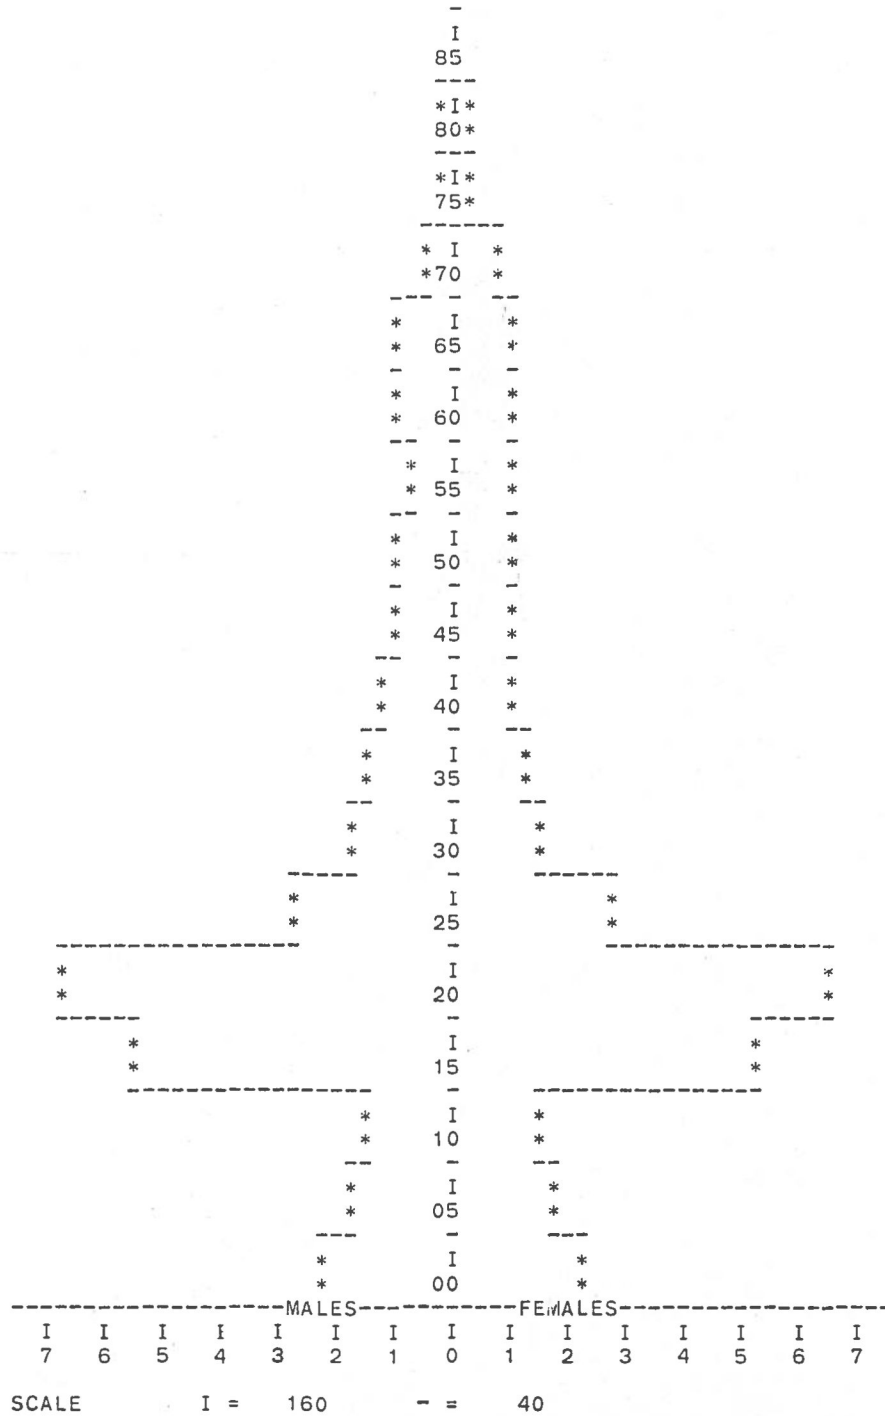 -
I
85
---
*I*
80*
---
*I*
75*
------
* I *
*70 *
--- - --
* I *
* 65 *
- - -
* I *
* 60 *
-- - -
* I *
* 55 *
-- - -
* I *
* 50 *
- - -
* I *
* 45 *
-- - -
* I *
* 40 *
-- - --
* I *
* 35 *
-- - --
* I *
* 30 *
----- - ------
* I *
* 25 *
----------------- - ----------------
* I *
* 20 *
------ - ------
* I *
* 15 *
----------------- - ----------------
* I *
* 10 *
-- - --
* I *
* 05 *
--- - ---
* I *
* 00 *
-------------------MALES-----------FEMALES-------------------
I I I I I I I I I I I I I I I
7 6 5 4 3 2 1 0 1 2 3 4 5 6 7
SCALE I = 160 - = 40